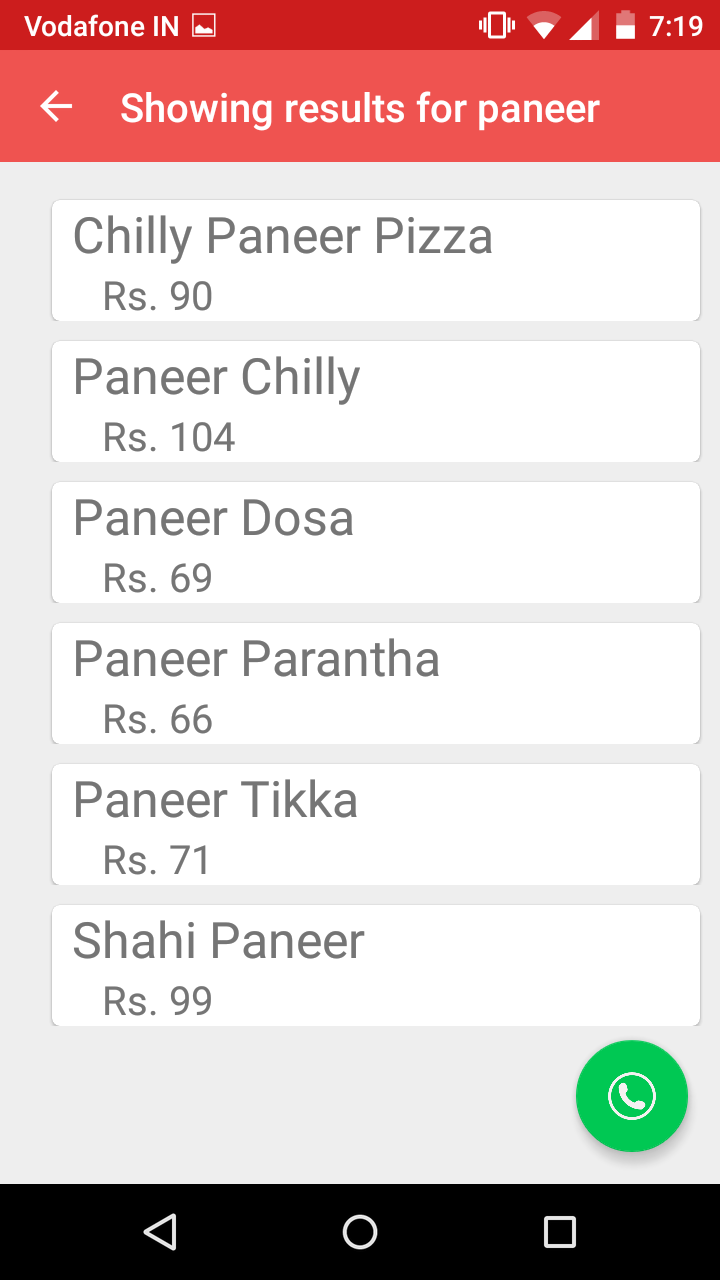 Vodafone IN 7:19
Showing results for paneer
Chilly Paneer Pizza
Rs. 90
Paneer Chilly
Rs. 104
Paneer Dosa
Rs. 69
Paneer Parantha
Rs. 66
Paneer Tikka
Rs. 71
Shahi Paneer
Rs. 99